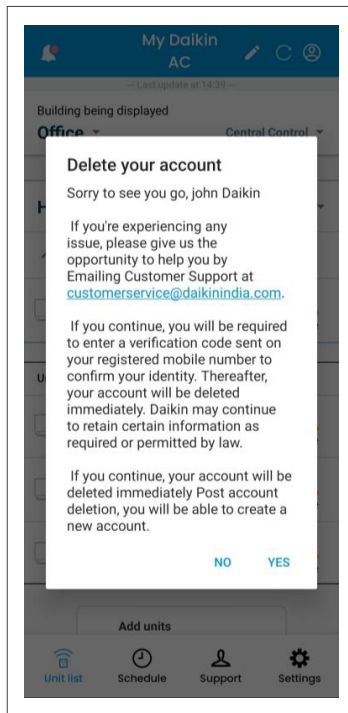 My Daikin
AC
-- Last update at 14:39 --
Building being displayed
Office
Central Control
H
Delete your account
Sorry to see you go, john Daikin
If you're experiencing any
issue, please give us the
opportunity to help you by
Emailing Customer Support at
customerservice@daikinindia.com.
If you continue, you will be required
to enter a verification code sent on
your registered mobile number to
confirm your identity. Thereafter,
your account will be deleted
immediately. Daikin may continue
to retain certain information as
required or permitted by law.
If you continue, your account will be
deleted immediately Post account
deletion, you will be able to create a
new account.
NO YES
Add units
Unit list Schedule Support Settings